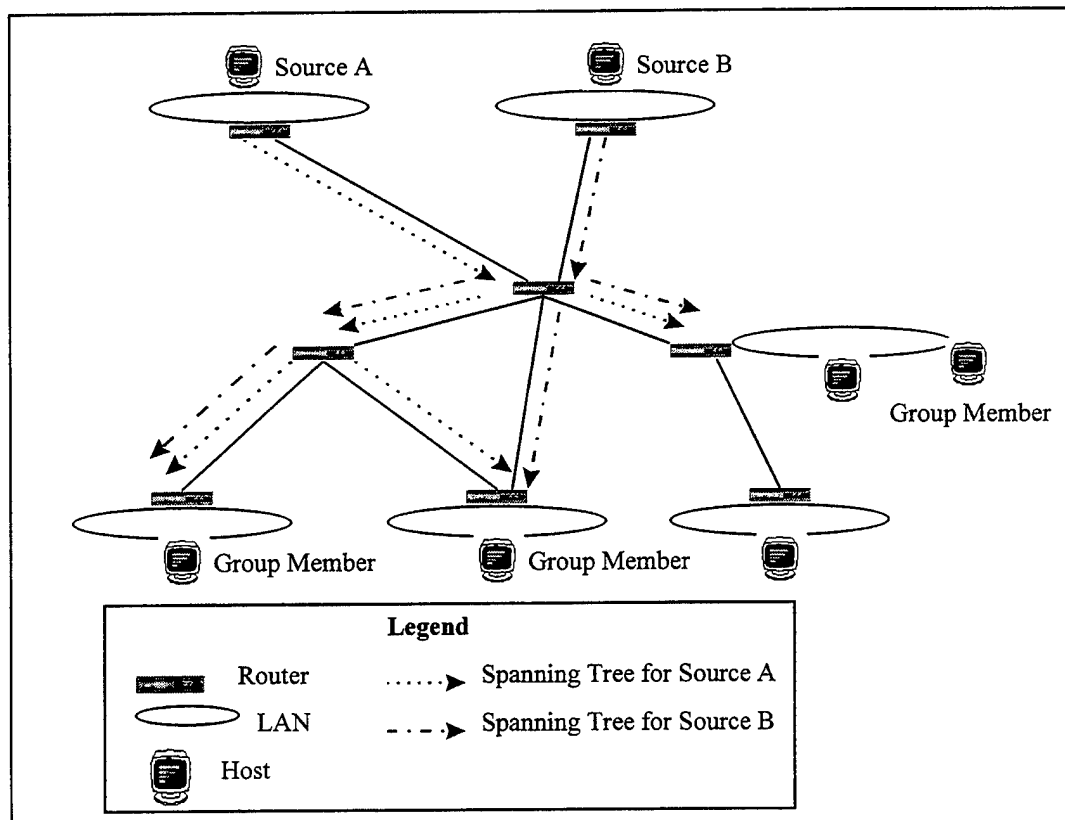 Source A
Source B
Group Member
Group Member
Group Member
Legend
Router
Spanning Tree for Source A
LAN
Spanning Tree for Source B
Host